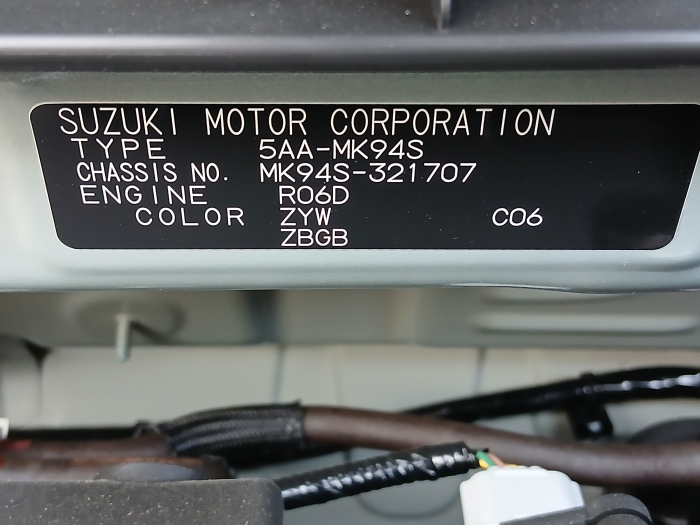 SUZUKI MOTOR CORPORATION
TYPE 5AA-MK94S
CHASSIS NO. MK94S-321707
ENGINE R06D
COLOR ZYW C06
ZBGB